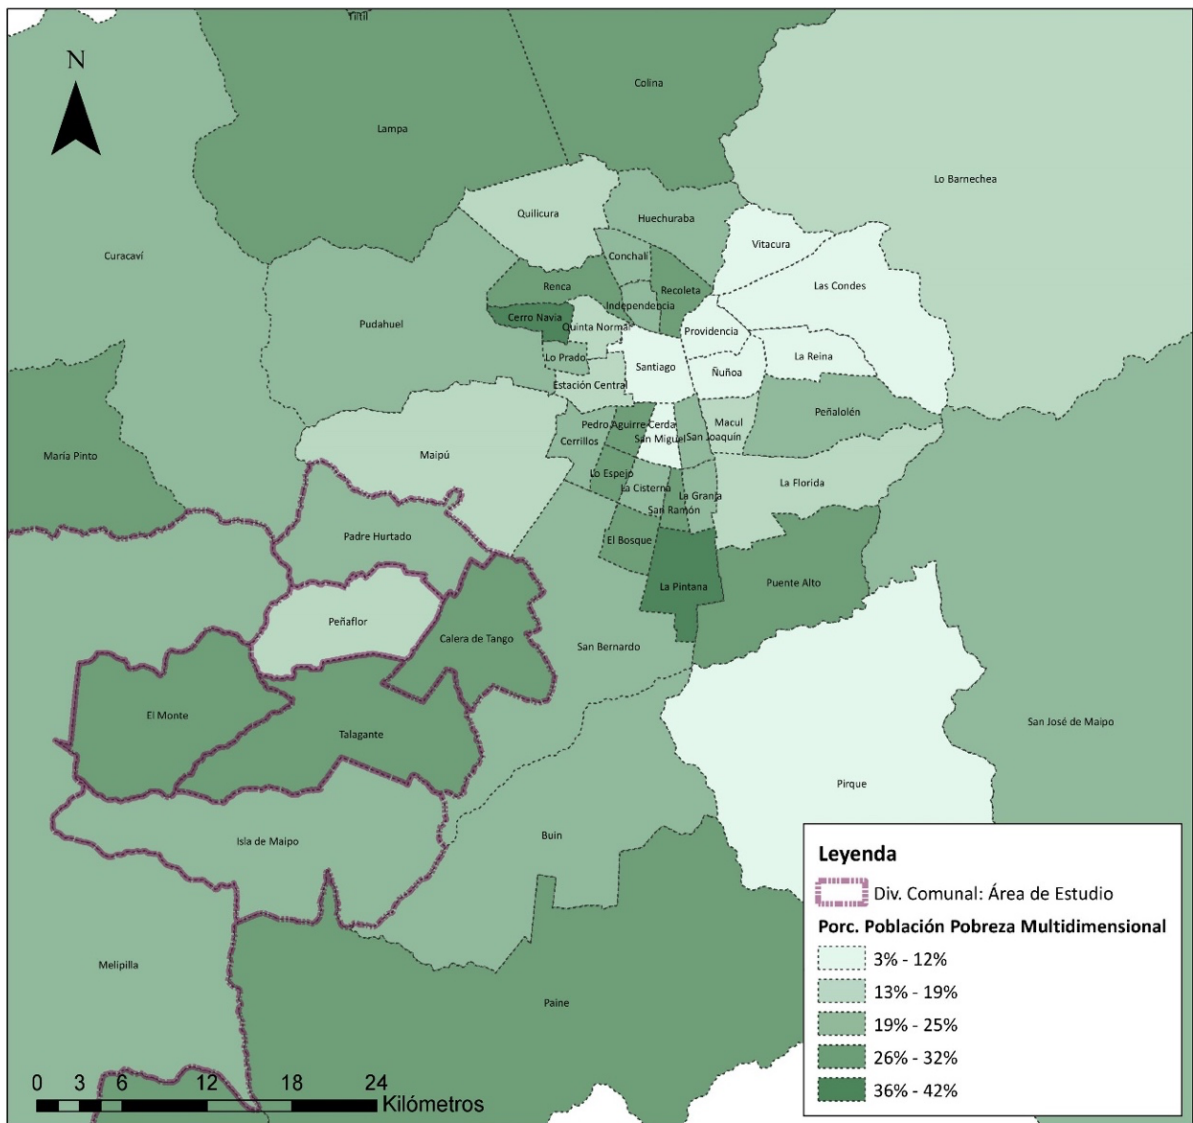 Tiltil
N
Colina
Lampa
Lo Barnechea
Quilicura
Huechuraba
Vitacura
Curacaví
Conchalí
Las Condes
Renca
Recoleta
Independencia
Cerro Navia
Pudahuel
Quinta Normal
Providencia
Lo Prado
La Reina
Santiago
Ñuñoa
Estación Central
Peñalolén
Pedro Aguirre Cerda
Macul
San Miguel
San Joaquín
Cerrillos
María Pinto
Maipú
Lo Espejo
La Florida
La Cisterna
La Granja
San Ramón
Padre Hurtado
El Bosque
Puente Alto
La Pintana
Peñaflor
Calera de Tango
San Bernardo
El Monte
San José de Maipo
Talagante
Pirque
Buin
Isla de Maipo
Melipilla
Paine
Leyenda
Div. Comunal: Área de Estudio
Porc. Población Pobreza Multidimensional
3% - 12%
13% - 19%
19% - 25%
26% - 32%
36% - 42%
0 3 6 12 18 24
Kilómetros